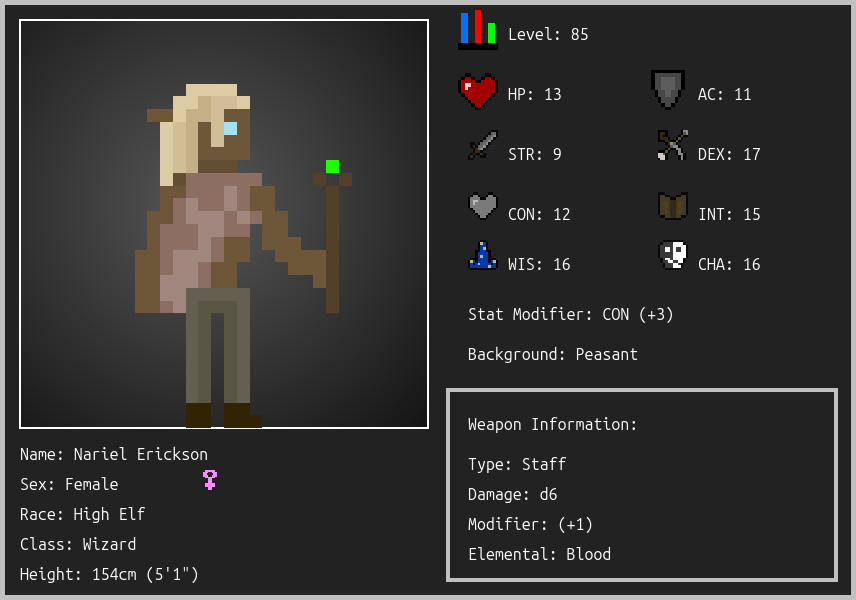 Level: 85
HP: 13
AC: 11
STR: 9
DEX: 17
CON: 12
INT: 15
WIS: 16
CHA: 16
Stat Modifier: CON (+3)
Background: Peasant
Weapon Information:
Type: Staff
Damage: d6
Modifier: (+1)
Elemental: Blood
Name: Nariel Erickson
Sex: Female
Race: High Elf
Class: Wizard
Height: 154cm (5'1")